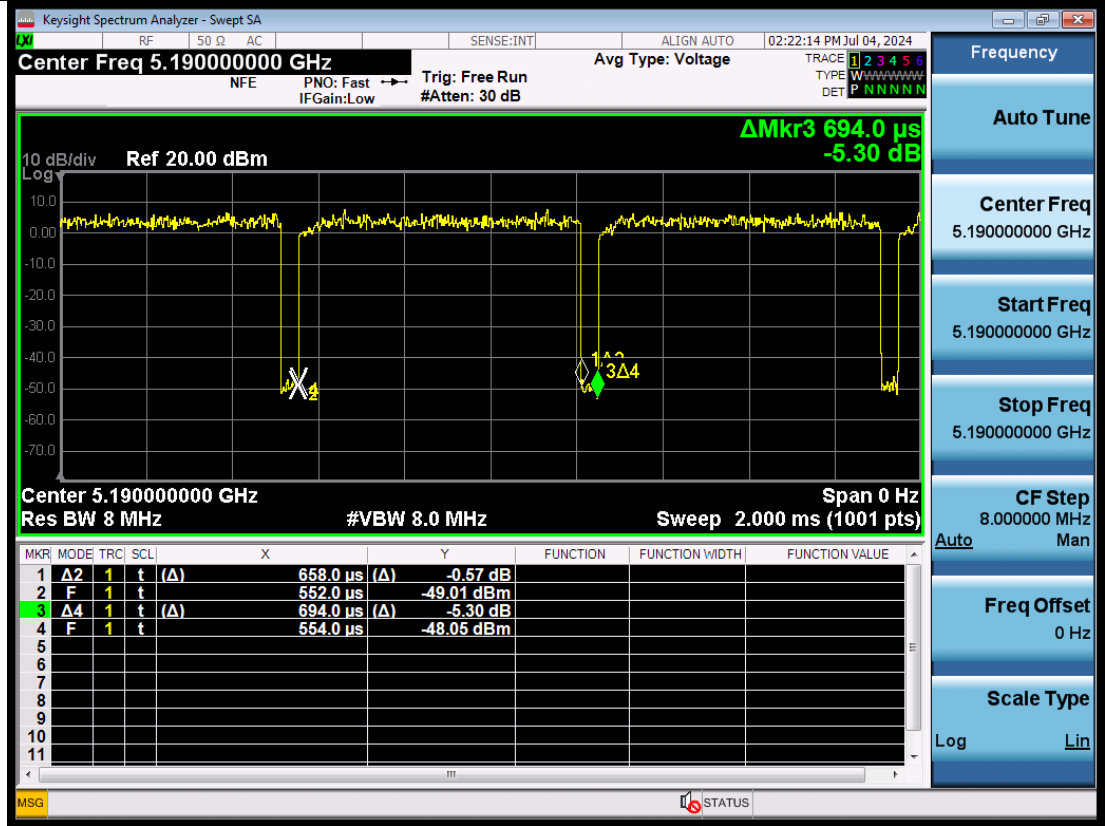 Keysight Spectrum Analyzer - Swept SA
LXI RF 50 Ω AC SENSE:INT ALIGN AUTO 02:22:14 PM Jul 04, 2024
Center Freq 5.190000000 GHz
NFE
PNO: Fast
IFGain:Low
Trig: Free Run
#Atten: 30 dB
Avg Type: Voltage
TRACE 1 2 3 4 5 6
TYPE WWWWWW
DET P N N N N N
ΔMkr3 694.0 µs
-5.30 dB
10 dB/div Ref 20.00 dBm
Log
10.0
0.00
-10.0
-20.0
-30.0
-40.0
-50.0
-60.0
-70.0
3Δ4
Center 5.190000000 GHz Span 0 Hz
Res BW 8 MHz #VBW 8.0 MHz Sweep 2.000 ms (1001 pts)
MKR MODE TRC SCL X Y FUNCTION FUNCTION WIDTH FUNCTION VALUE
1 Δ2 1 t (Δ) 658.0 µs (Δ) -0.57 dB
2 F 1 t 552.0 µs -49.01 dBm
3 Δ4 1 t (Δ) 694.0 µs (Δ) -5.30 dB
4 F 1 t 554.0 µs -48.05 dBm
5
6
7
8
9
10
11
MSG STATUS
Frequency
Auto Tune
Center Freq
5.190000000 GHz
Start Freq
5.190000000 GHz
Stop Freq
5.190000000 GHz
CF Step
8.000000 MHz
Auto Man
Freq Offset
0 Hz
Scale Type
Log Lin